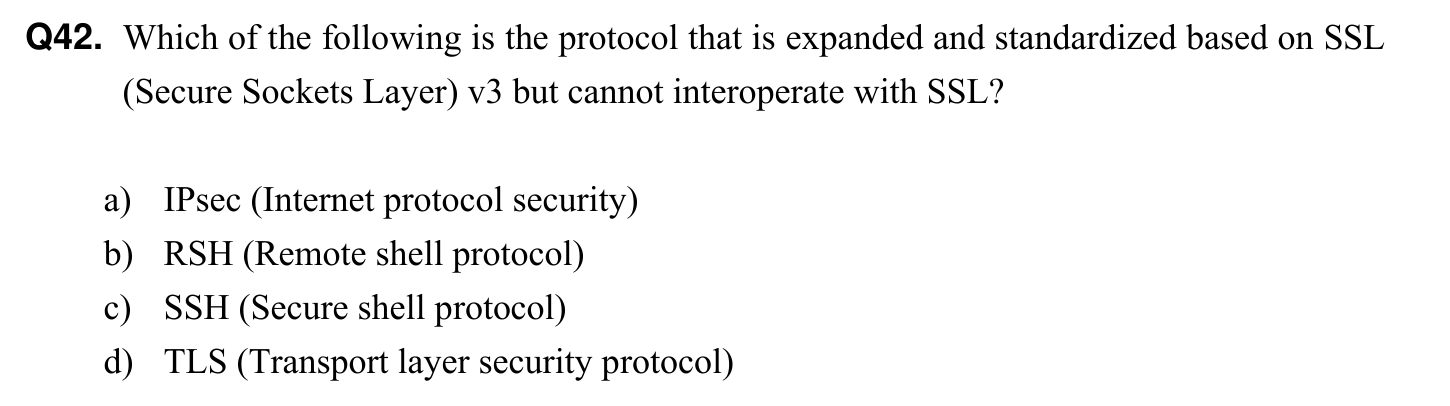 Q42. Which of the following is the protocol that is expanded and standardized based on SSL
(Secure Sockets Layer) v3 but cannot interoperate with SSL?
a) IPsec (Internet protocol security)
b) RSH (Remote shell protocol)
c) SSH (Secure shell protocol)
d) TLS (Transport layer security protocol)